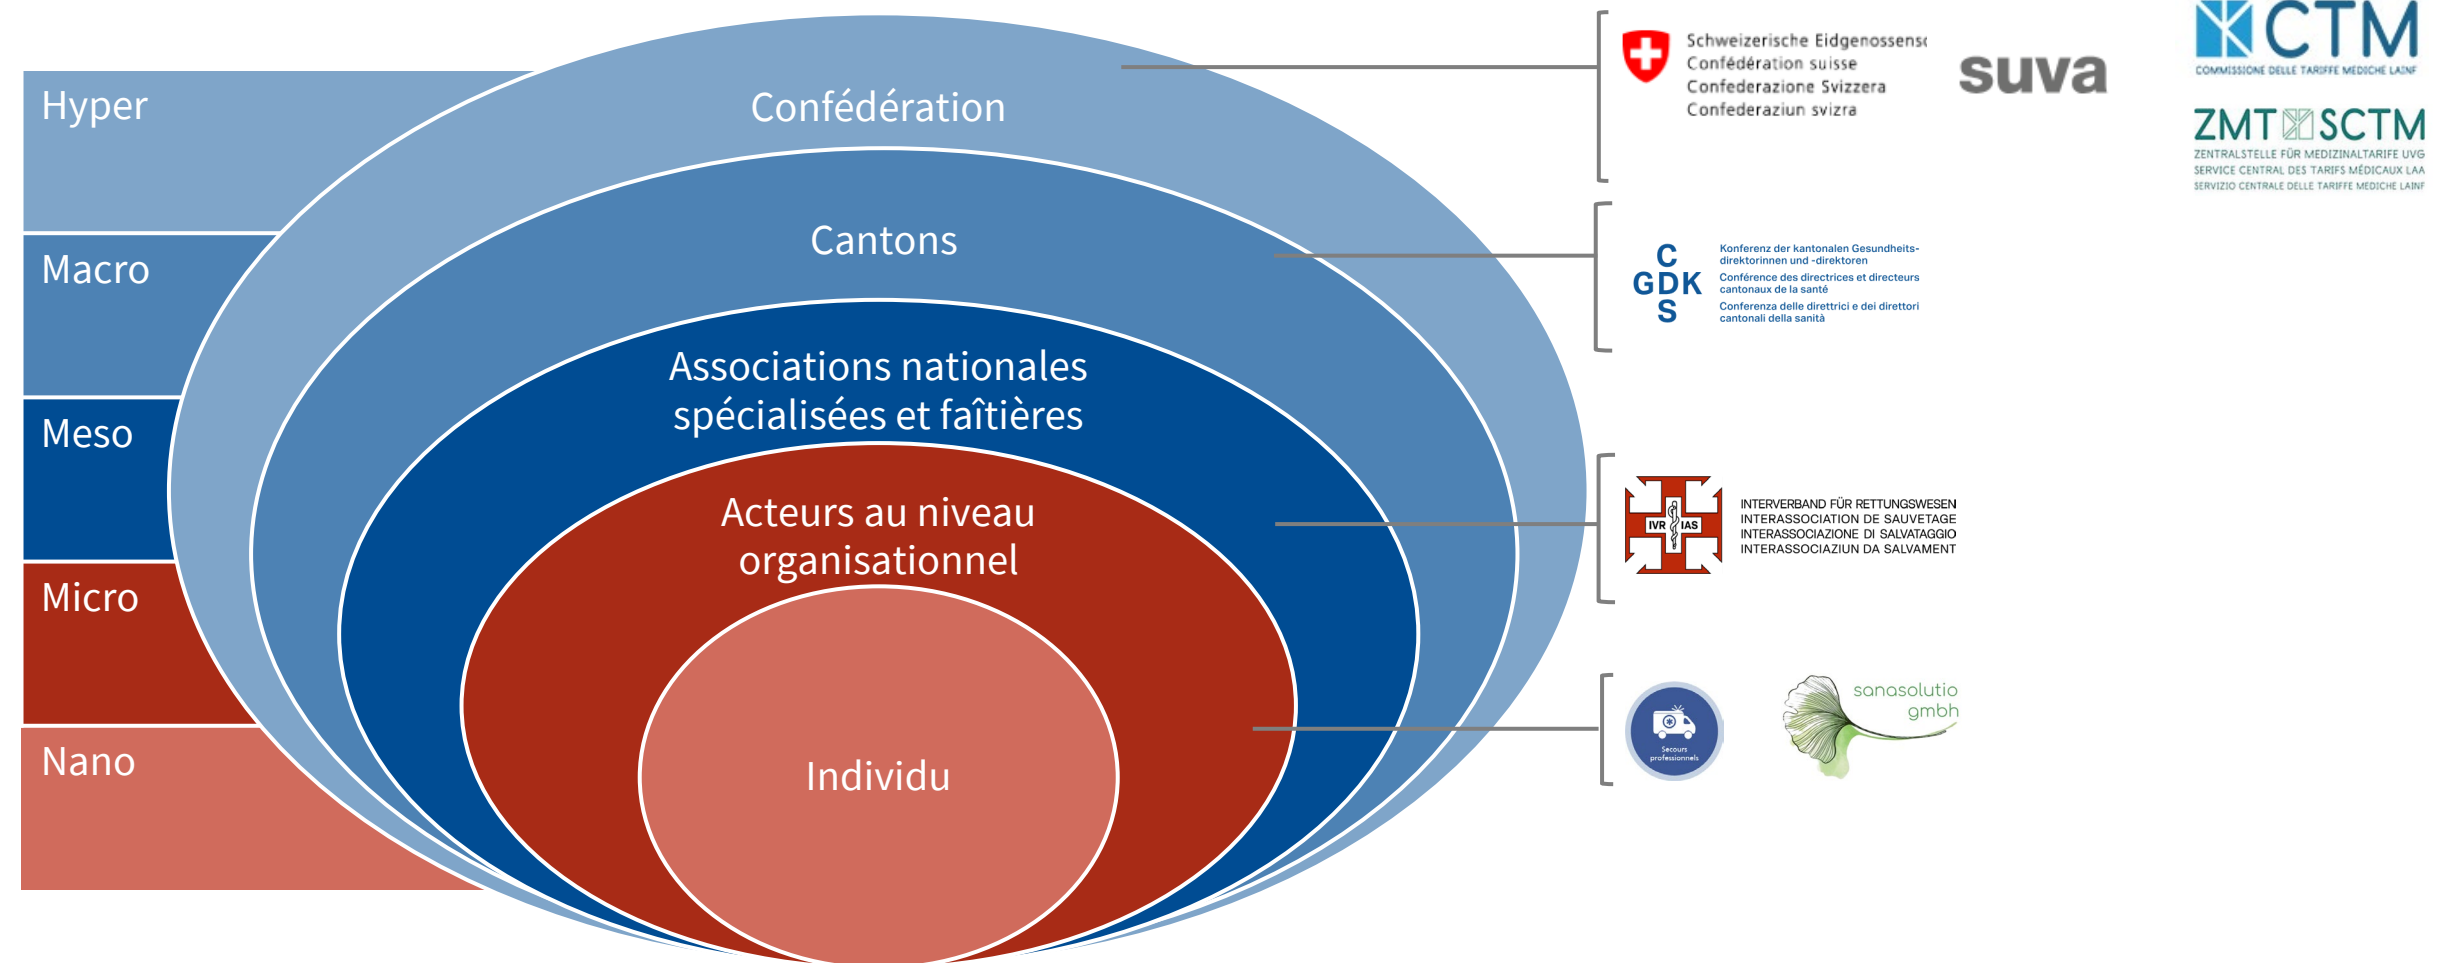 Hyper
Macro
Meso
Micro
Nano
Confédération
Cantons
Associations nationales
spécialisées et faîtières
Acteurs au niveau
organisationnel
Individu
Schweizerische Eidgenossensc
Confédération suisse
Confederazione Svizzera
Confederaziun svizra
suva
CTM
COMMISSIONE DELLE TARIFFE MEDICHE LAINF
ZMT SCTM
ZENTRALSTELLE FÜR MEDIZINALTARIFE UVG
SERVICE CENTRAL DES TARIFS MÉDICAUX LAA
SERVIZIO CENTRALE DELLE TARIFFE MEDICHE LAINF
C
GDK
S
Konferenz der kantonalen Gesundheits-
direktorinnen und -direktoren
Conférence des directrices et directeurs
cantonaux de la santé
Conferenza delle direttrici e dei direttori
cantonali della sanità
IVR IAS
INTERVERBAND FÜR RETTUNGSWESEN
INTERASSOCIATION DE SAUVETAGE
INTERASSOCIAZIONE DI SALVATAGGIO
INTERASSOCIAZIUN DA SALVAMENT
Secours
professionnels
sanasolutio
gmbh